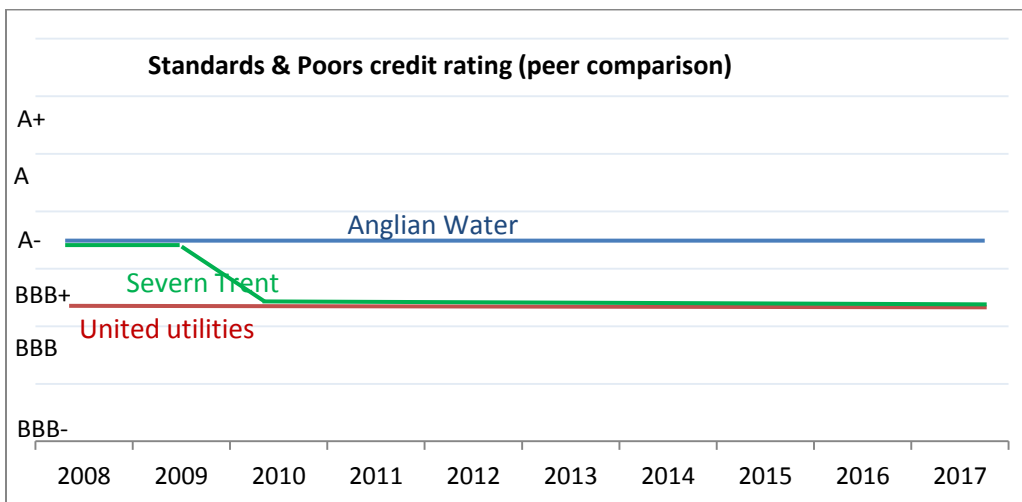 Standards & Poors credit rating (peer comparison)
A+
A
Anglian Water
A-
Severn Trent
BBB+
United utilities
BBB
BBB-
2008 2009 2010 2011 2012 2013 2014 2015 2016 2017